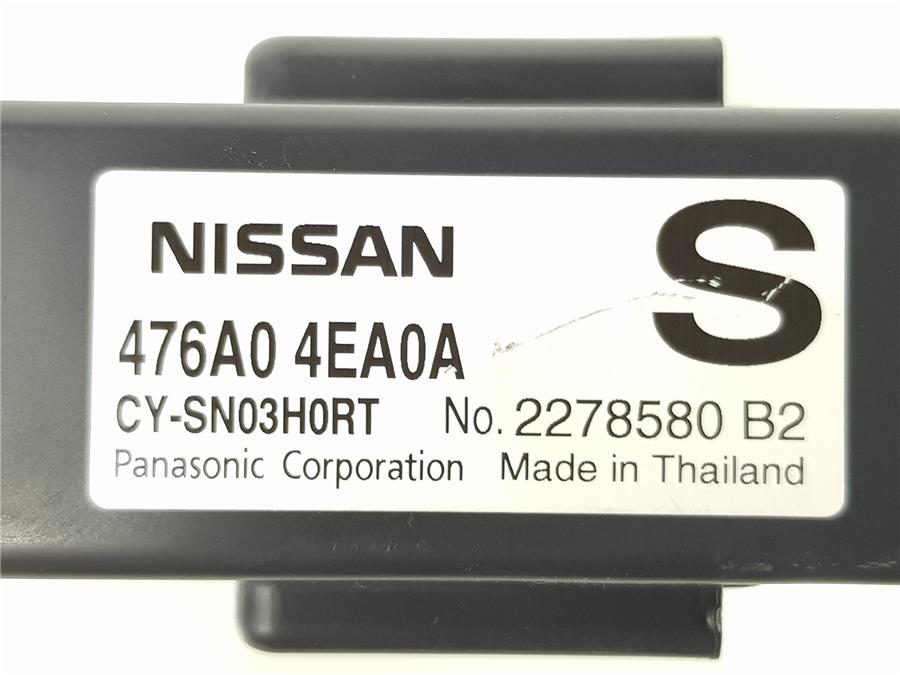 NISSAN
S
476A0 4EA0A
CY-SN03H0RT No. 2278580 B2
Panasonic Corporation Made in Thailand